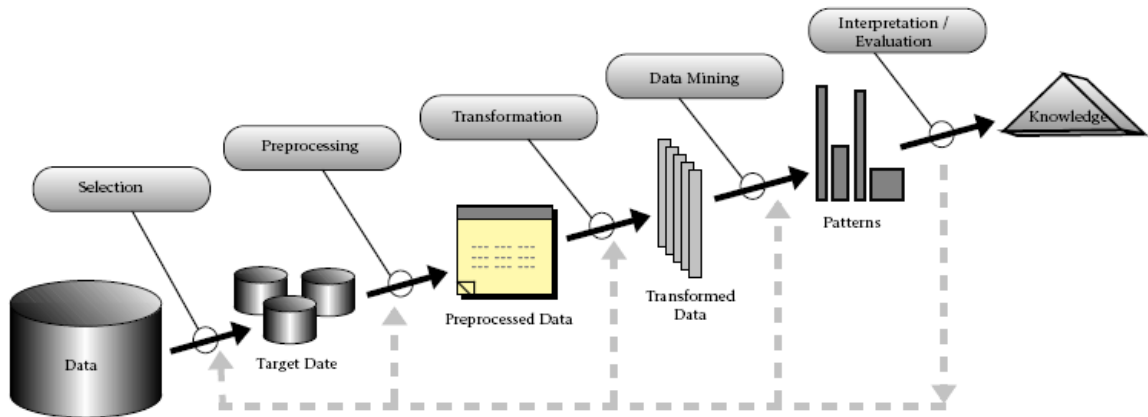 Interpretation /
Evaluation
Data Mining
Transformation
Preprocessing
Selection
Knowledge
Patterns
Transformed
Data
Preprocessed Data
Target Date
Data